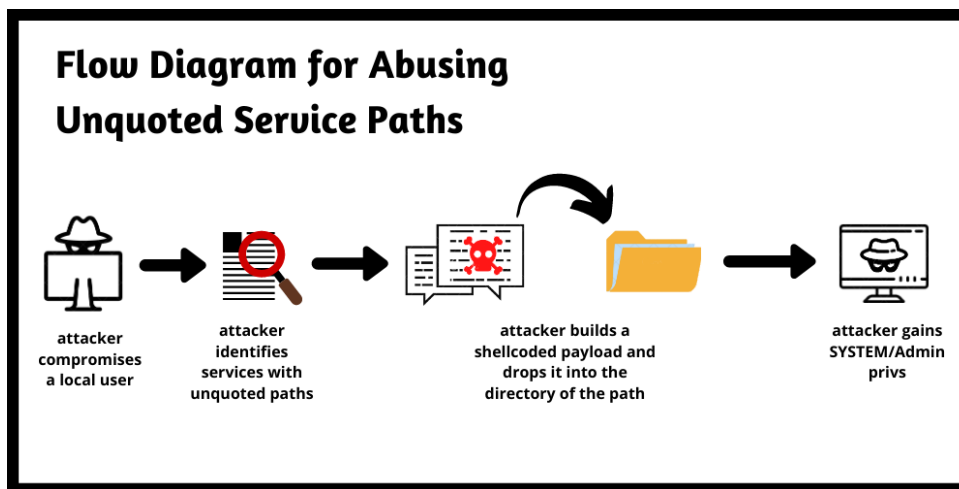 Flow Diagram for Abusing
Unquoted Service Paths
attacker
compromises
a local user
attacker
identifies
services with
unquoted paths
attacker builds a
shellcoded payload and
drops it into the
directory of the path
attacker gains
SYSTEM/Admin
privs